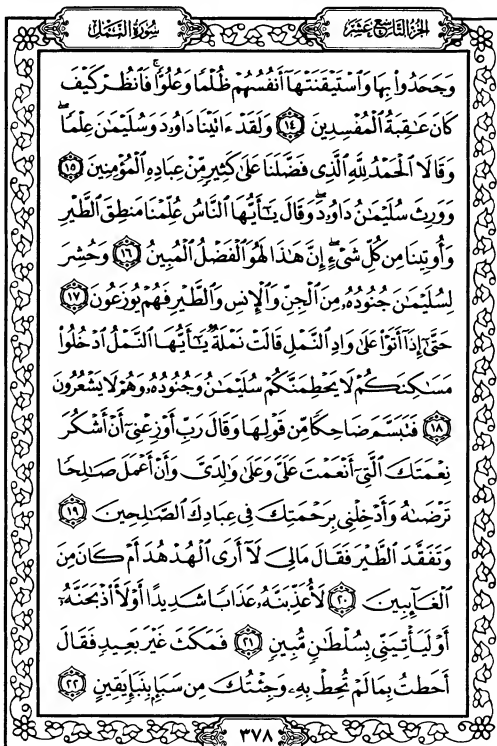 الجزء التاسع عشر
سورة النمل
وَجَحَدُوا۟ بِهَا وَٱسْتَيْقَنَتْهَآ أَنفُسُهُمْ ظُلْمًا وَعُلُوًّا ۚ فَٱنظُرْ كَيْفَ
كَانَ عَٰقِبَةُ ٱلْمُفْسِدِينَ ١٤ وَلَقَدْ ءَاتَيْنَا دَاوُۥدَ وَسُلَيْمَٰنَ عِلْمًا ۖ
وَقَالَا ٱلْحَمْدُ لِلَّهِ ٱلَّذِى فَضَّلَنَا عَلَىٰ كَثِيرٍ مِّنْ عِبَادِهِ ٱلْمُؤْمِنِينَ ١٥
وَوَرِثَ سُلَيْمَٰنُ دَاوُۥدَ ۖ وَقَالَ يَٰٓأَيُّهَا ٱلنَّاسُ عُلِّمْنَا مَنطِقَ ٱلطَّيْرِ
وَأُوتِينَا مِن كُلِّ شَىْءٍ ۖ إِنَّ هَٰذَا لَهُوَ ٱلْفَضْلُ ٱلْمُبِينُ ١٦ وَحُشِرَ
لِسُلَيْمَٰنَ جُنُودُهُۥ مِنَ ٱلْجِنِّ وَٱلْإِنسِ وَٱلطَّيْرِ فَهُمْ يُوزَعُونَ ١٧
حَتَّىٰٓ إِذَآ أَتَوْا۟ عَلَىٰ وَادِ ٱلنَّمْلِ قَالَتْ نَمْلَةٌ يَٰٓأَيُّهَا ٱلنَّمْلُ ٱدْخُلُوا۟
مَسَٰكِنَكُمْ لَا يَحْطِمَنَّكُمْ سُلَيْمَٰنُ وَجُنُودُهُۥ وَهُمْ لَا يَشْعُرُونَ
١٨ فَتَبَسَّمَ ضَاحِكًا مِّن قَوْلِهَا وَقَالَ رَبِّ أَوْزِعْنِىٓ أَنْ أَشْكُرَ
نِعْمَتَكَ ٱلَّتِىٓ أَنْعَمْتَ عَلَىَّ وَعَلَىٰ وَٰلِدَىَّ وَأَنْ أَعْمَلَ صَٰلِحًا
تَرْضَىٰهُ وَأَدْخِلْنِى بِرَحْمَتِكَ فِى عِبَادِكَ ٱلصَّٰلِحِينَ ١٩
وَتَفَقَّدَ ٱلطَّيْرَ فَقَالَ مَالِىَ لَآ أَرَى ٱلْهُدْهُدَ أَمْ كَانَ مِنَ
ٱلْغَآئِبِينَ ٢٠ لَأُعَذِّبَنَّهُۥ عَذَابًا شَدِيدًا أَوْ لَأَا۟ذْبَحَنَّهُۥٓ
أَوْ لَيَأْتِيَنِّى بِسُلْطَٰنٍ مُّبِينٍ ٢١ فَمَكَثَ غَيْرَ بَعِيدٍ فَقَالَ
أَحَطتُ بِمَا لَمْ تُحِطْ بِهِۦ وَجِئْتُكَ مِن سَبَإٍۭ بِنَبَإٍ يَقِينٍ ٢٢
٣٧٨